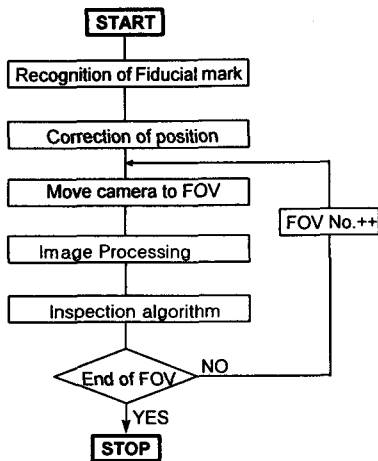 START
Recognition of Fiducial mark
Correction of position
Move camera to FOV
FOV No.++
Image Processing
Inspection algorithm
End of FOV
NO
YES
STOP